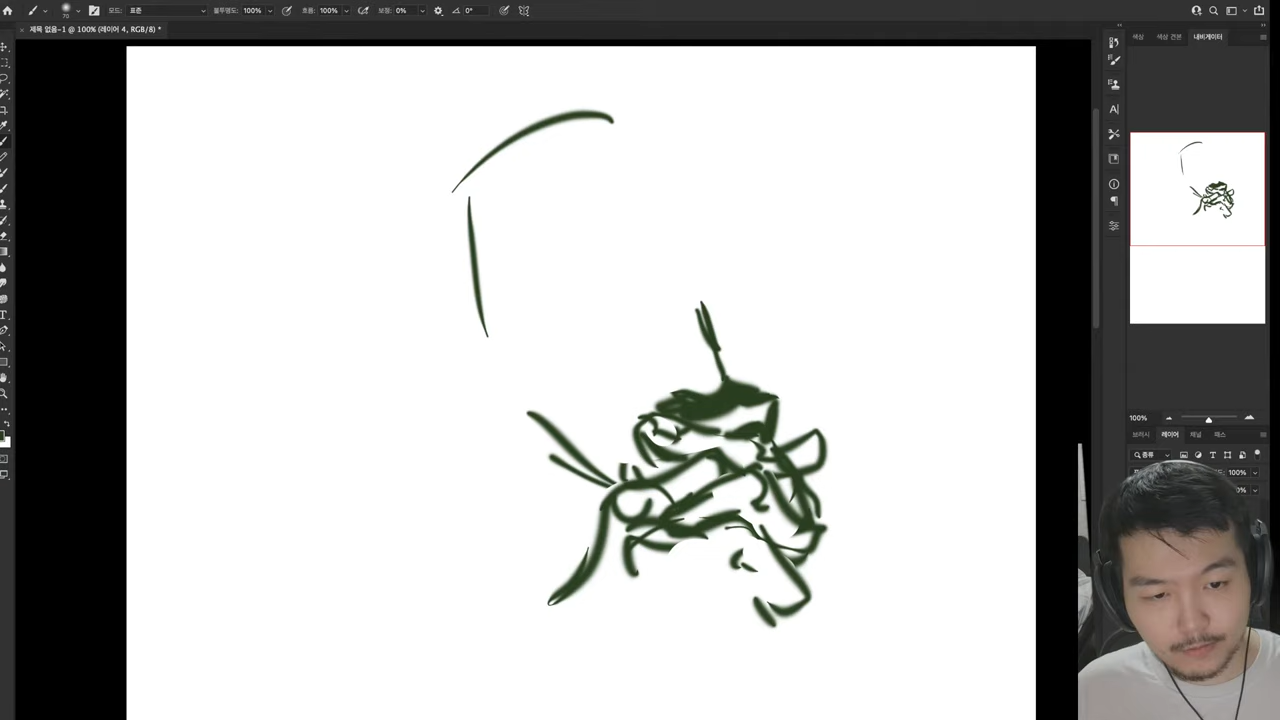 모드: 표준 불투명도: 100% 흐름: 100% 보정: 0% 0°
70
× 제목 없음-1 @ 100% (레이어 4, RGB/8) *
색상 색상 견본 내비게이터
100%
브러시 레이어 채널 패스
종류
100%